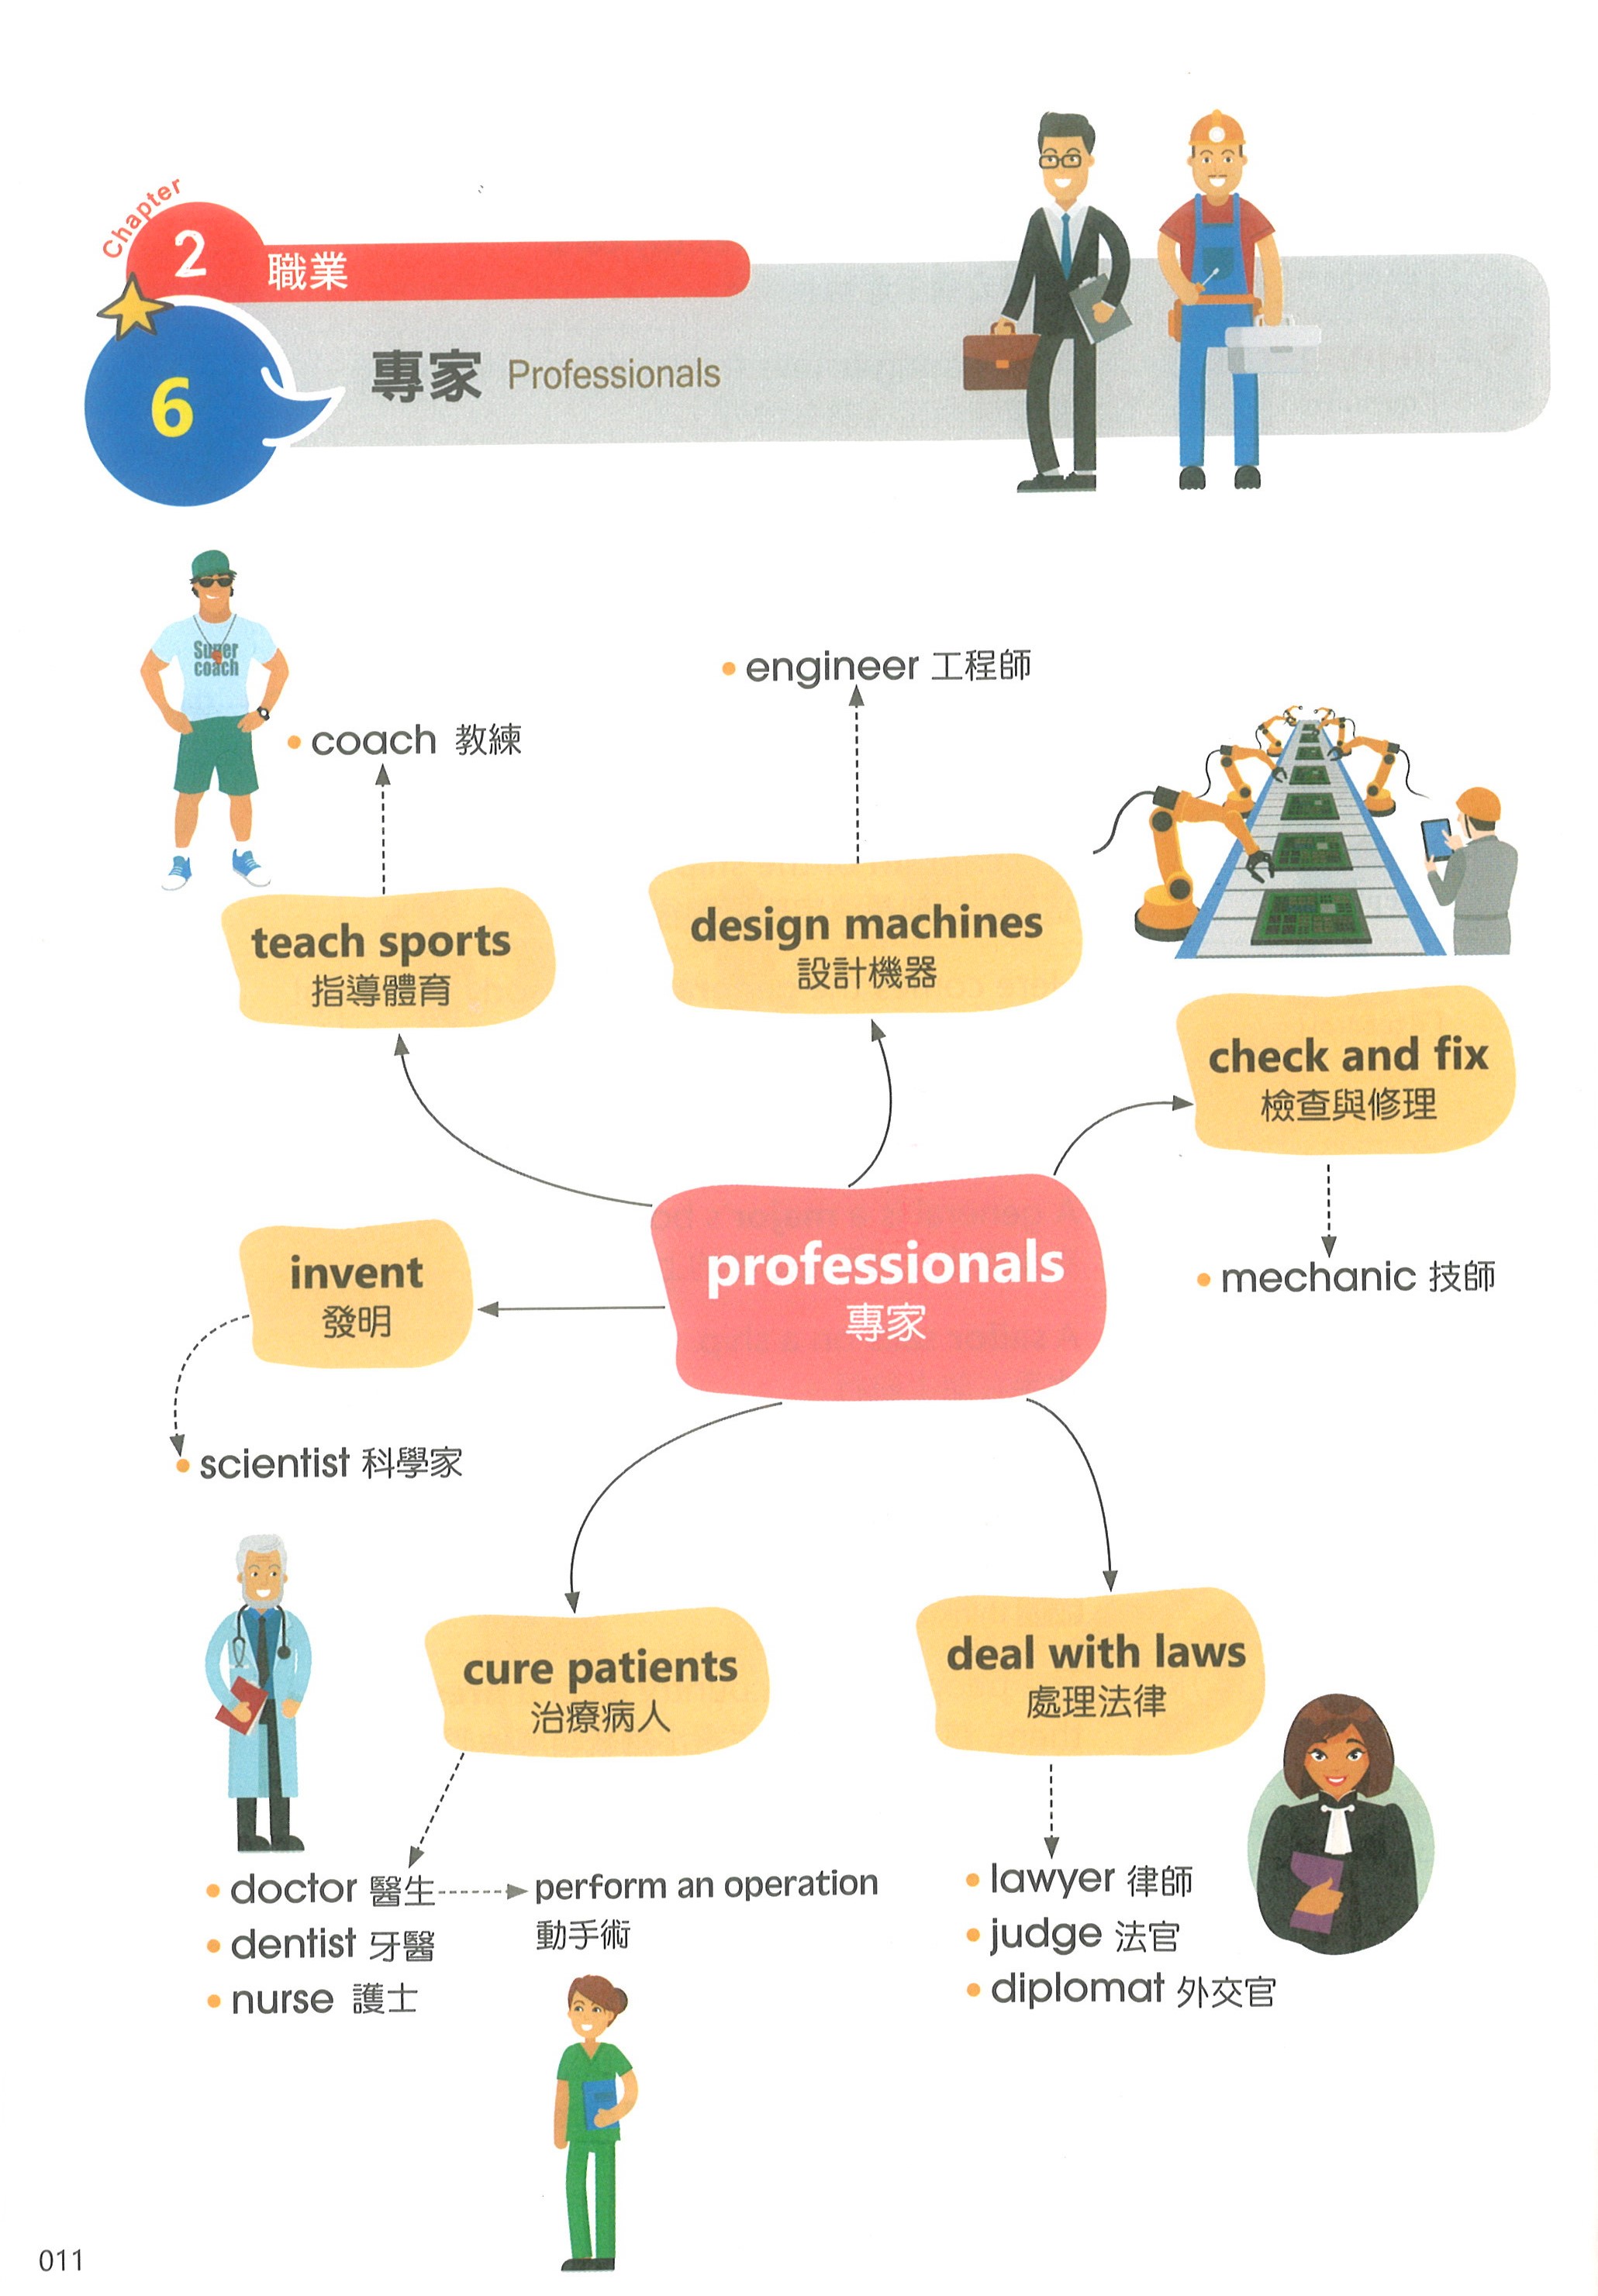 Chapter
2
職業
6
專家 Professionals
Super
coach
engineer 工程師
coach 教練
teach sports
指導體育
design machines
設計機器
check and fix
檢查與修理
mechanic 技師
professionals
專家
invent
發明
scientist 科學家
cure patients
治療病人
deal with laws
處理法律
doctor 醫生
perform an operation
動手術
dentist 牙醫
nurse 護士
lawyer 律師
judge 法官
diplomat 外交官
011